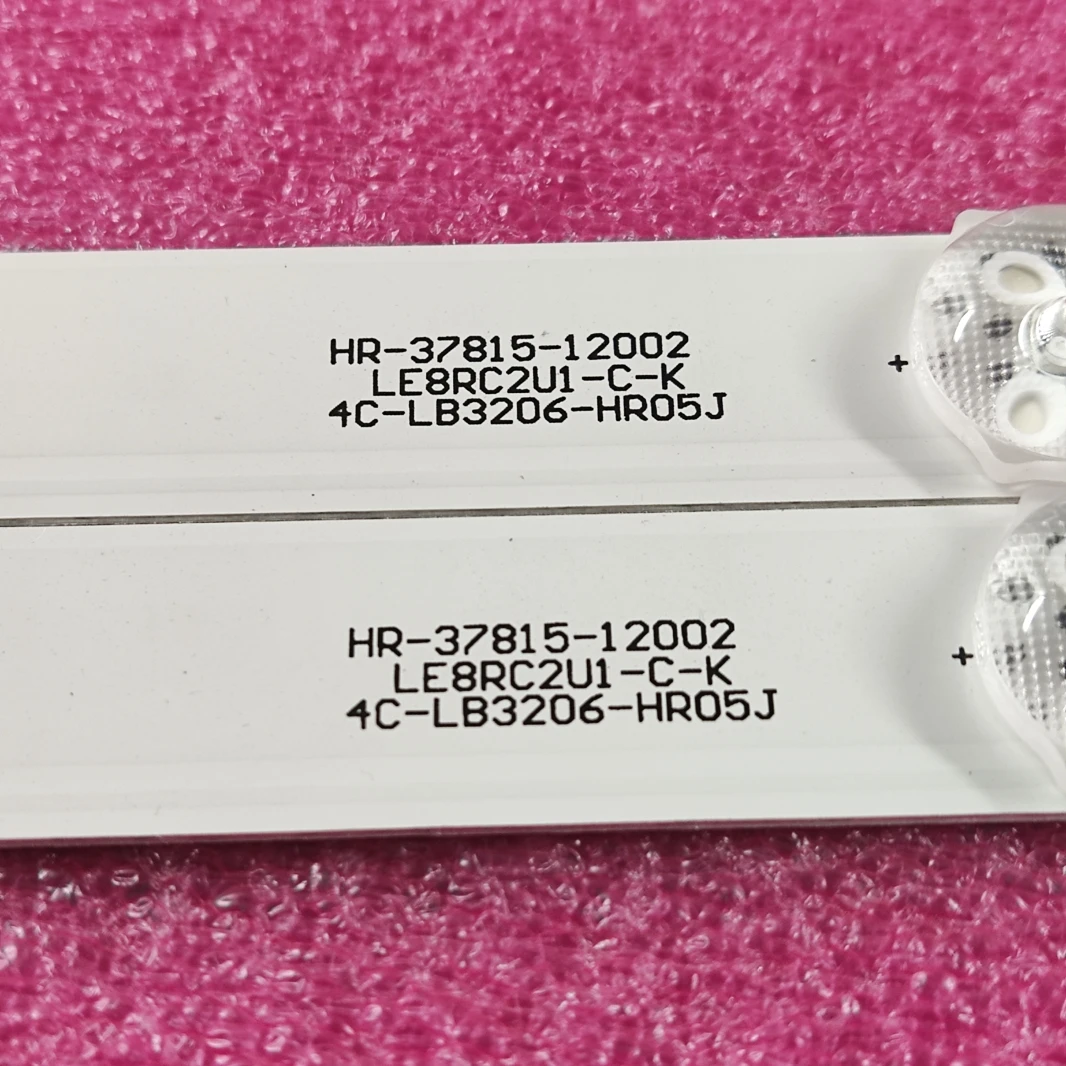 HR-37815-12002
LE8RC2U1-C-K
4C-LB3206-HR05J
+
HR-37815-12002
LE8RC2U1-C-K
4C-LB3206-HR05J
+